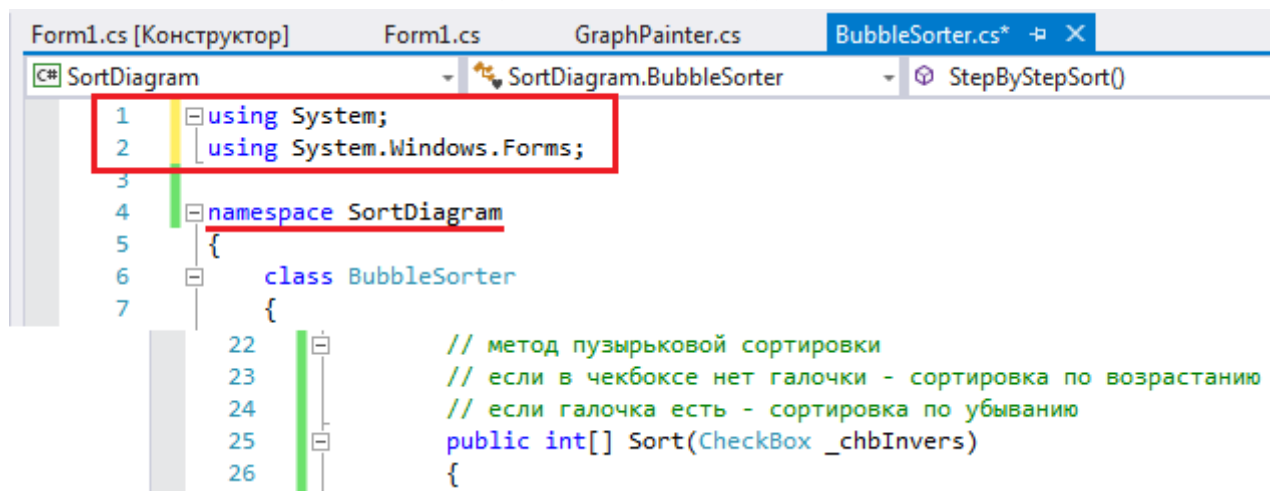 Form1.cs [Конструктор] Form1.cs GraphPainter.cs BubbleSorter.cs*
C# SortDiagram SortDiagram.BubbleSorter StepByStepSort()
1 using System;
2 using System.Windows.Forms;
3
4 namespace SortDiagram
5 {
6 class BubbleSorter
7 {
22 // метод пузырьковой сортировки
23 // если в чекбоксе нет галочки - сортировка по возрастанию
24 // если галочка есть - сортировка по убыванию
25 public int[] Sort(CheckBox _chbInvers)
26 {